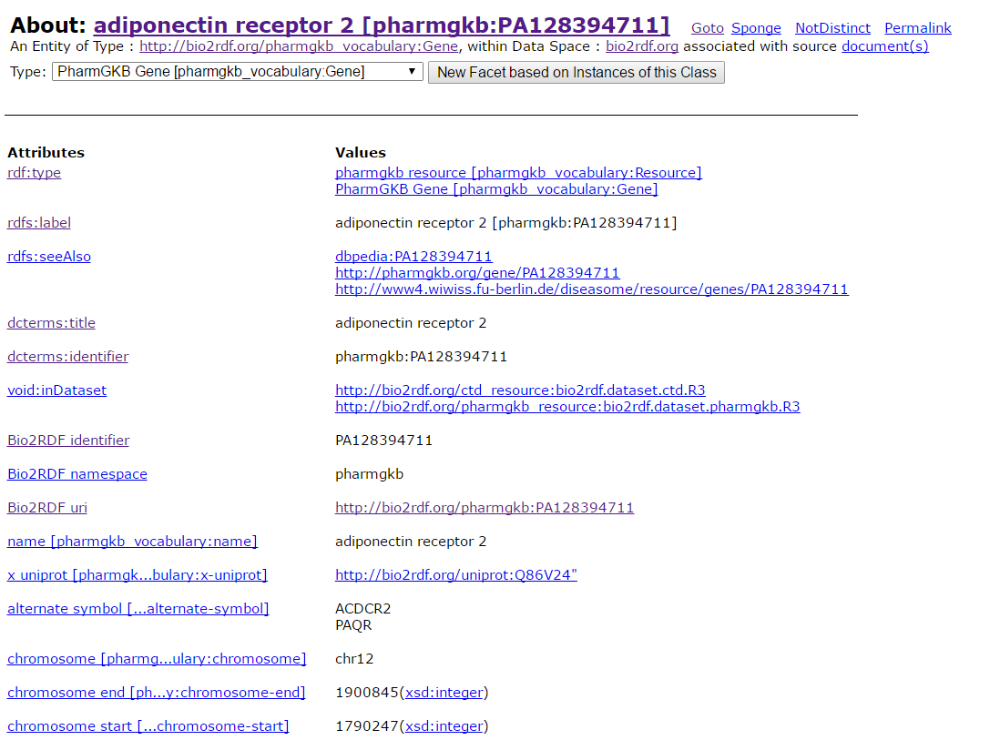 About: adiponectin receptor 2 [pharmgkb:PA128394711] Goto Sponge NotDistinct Permalink
An Entity of Type : http://bio2rdf.org/pharmgkb_vocabulary:Gene, within Data Space : bio2rdf.org associated with source document(s)
Type: PharmGKB Gene [pharmgkb_vocabulary:Gene] New Facet based on Instances of this Class
Attributes Values
rdf:type pharmgkb resource [pharmgkb_vocabulary:Resource]
PharmGKB Gene [pharmgkb_vocabulary:Gene]
rdfs:label adiponectin receptor 2 [pharmgkb:PA128394711]
rdfs:seeAlso dbpedia:PA128394711
http://pharmgkb.org/gene/PA128394711
http://www4.wiwiss.fu-berlin.de/diseasome/resource/genes/PA128394711
dcterms:title adiponectin receptor 2
dcterms:identifier pharmgkb:PA128394711
void:inDataset http://bio2rdf.org/ctd_resource:bio2rdf.dataset.ctd.R3
http://bio2rdf.org/pharmgkb_resource:bio2rdf.dataset.pharmgkb.R3
Bio2RDF identifier PA128394711
Bio2RDF namespace pharmgkb
Bio2RDF uri http://bio2rdf.org/pharmgkb:PA128394711
name [pharmgkb_vocabulary:name] adiponectin receptor 2
x uniprot [pharmgk...bulary:x-uniprot] http://bio2rdf.org/uniprot:Q86V24"
alternate symbol [...alternate-symbol] ACDCR2
PAQR
chromosome [pharmg...ulary:chromosome] chr12
chromosome end [ph...y:chromosome-end] 1900845(xsd:integer)
chromosome start [...chromosome-start] 1790247(xsd:integer)